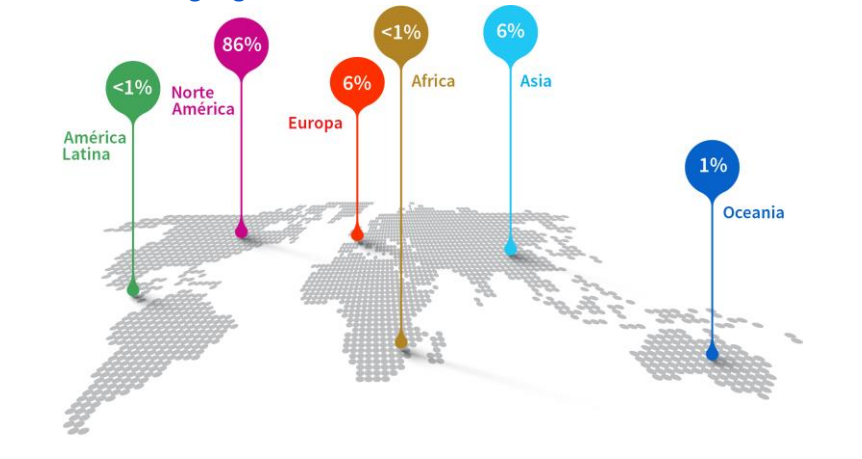 <1%
América
Latina
86%
Norte
América
6%
Europa
<1%
Africa
6%
Asia
1%
Oceania